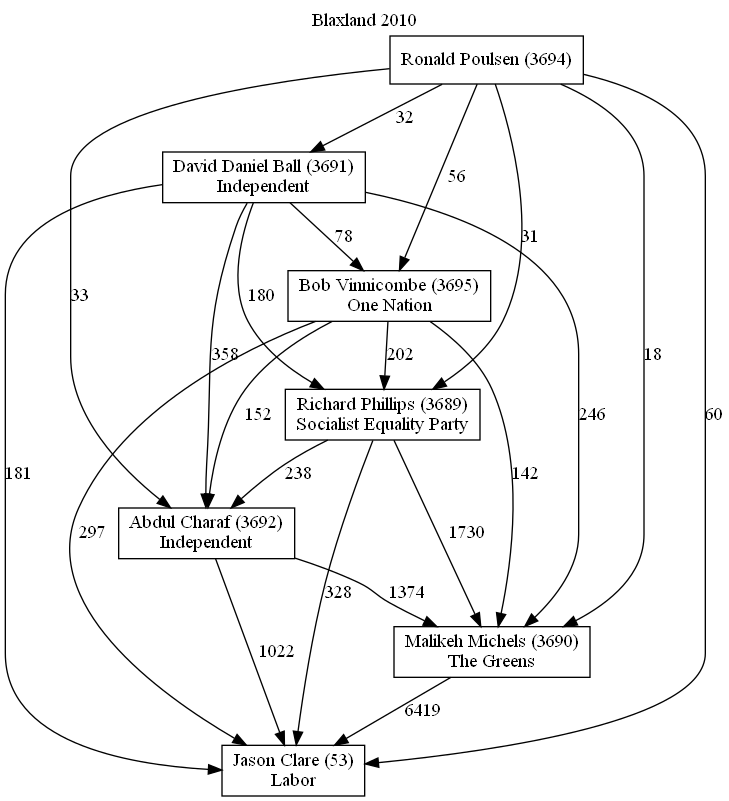 Blaxland 2010
Ronald Poulsen (3694)
32
David Daniel Ball (3691)
Independent
56
78
31
Bob Vinnicombe (3695)
One Nation
33
180
358
202
18
152
Richard Phillips (3689)
Socialist Equality Party
246
60
181
238
142
297
Abdul Charaf (3692)
Independent
1730
328
1374
1022
Malikeh Michels (3690)
The Greens
6419
Jason Clare (53)
Labor